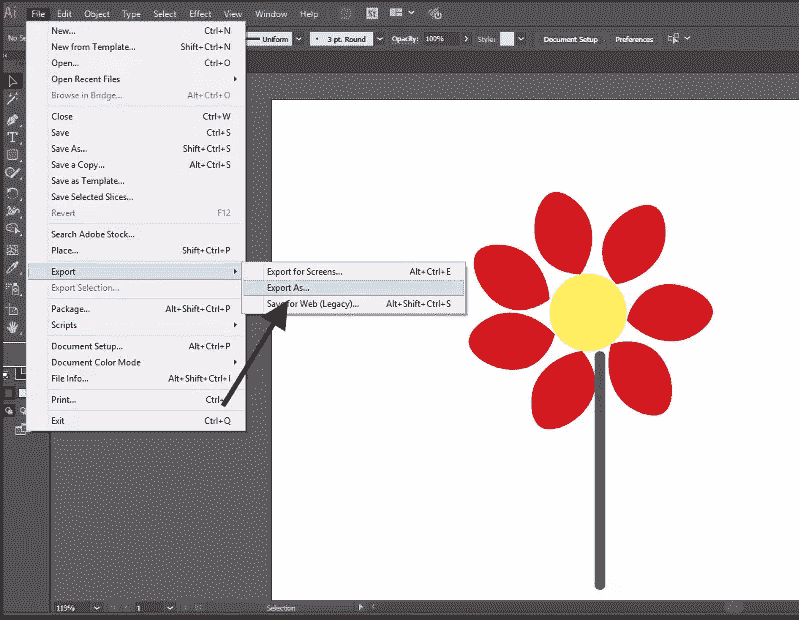 Ai File Edit Object Type Select Effect View Window Help
Uniform 3 pt. Round Opacity: 100% Style: Document Setup Preferences
New... Ctrl+N
New from Template... Shift+Ctrl+N
Open... Ctrl+O
Open Recent Files
Browse in Bridge... Alt+Ctrl+O
Close Ctrl+W
Save Ctrl+S
Save As... Shift+Ctrl+S
Save a Copy... Alt+Ctrl+S
Save as Template...
Save Selected Slices...
Revert F12
Search Adobe Stock...
Place... Shift+Ctrl+P
Export
Export for Screens... Alt+Ctrl+E
Export As...
Save for Web (Legacy)... Alt+Shift+Ctrl+S
Export Selection...
Package... Alt+Shift+Ctrl+P
Scripts
Document Setup... Alt+Ctrl+P
Document Color Mode
File Info... Alt+Shift+Ctrl+I
Print... Ctrl+
Exit Ctrl+Q
119% 1 Selection